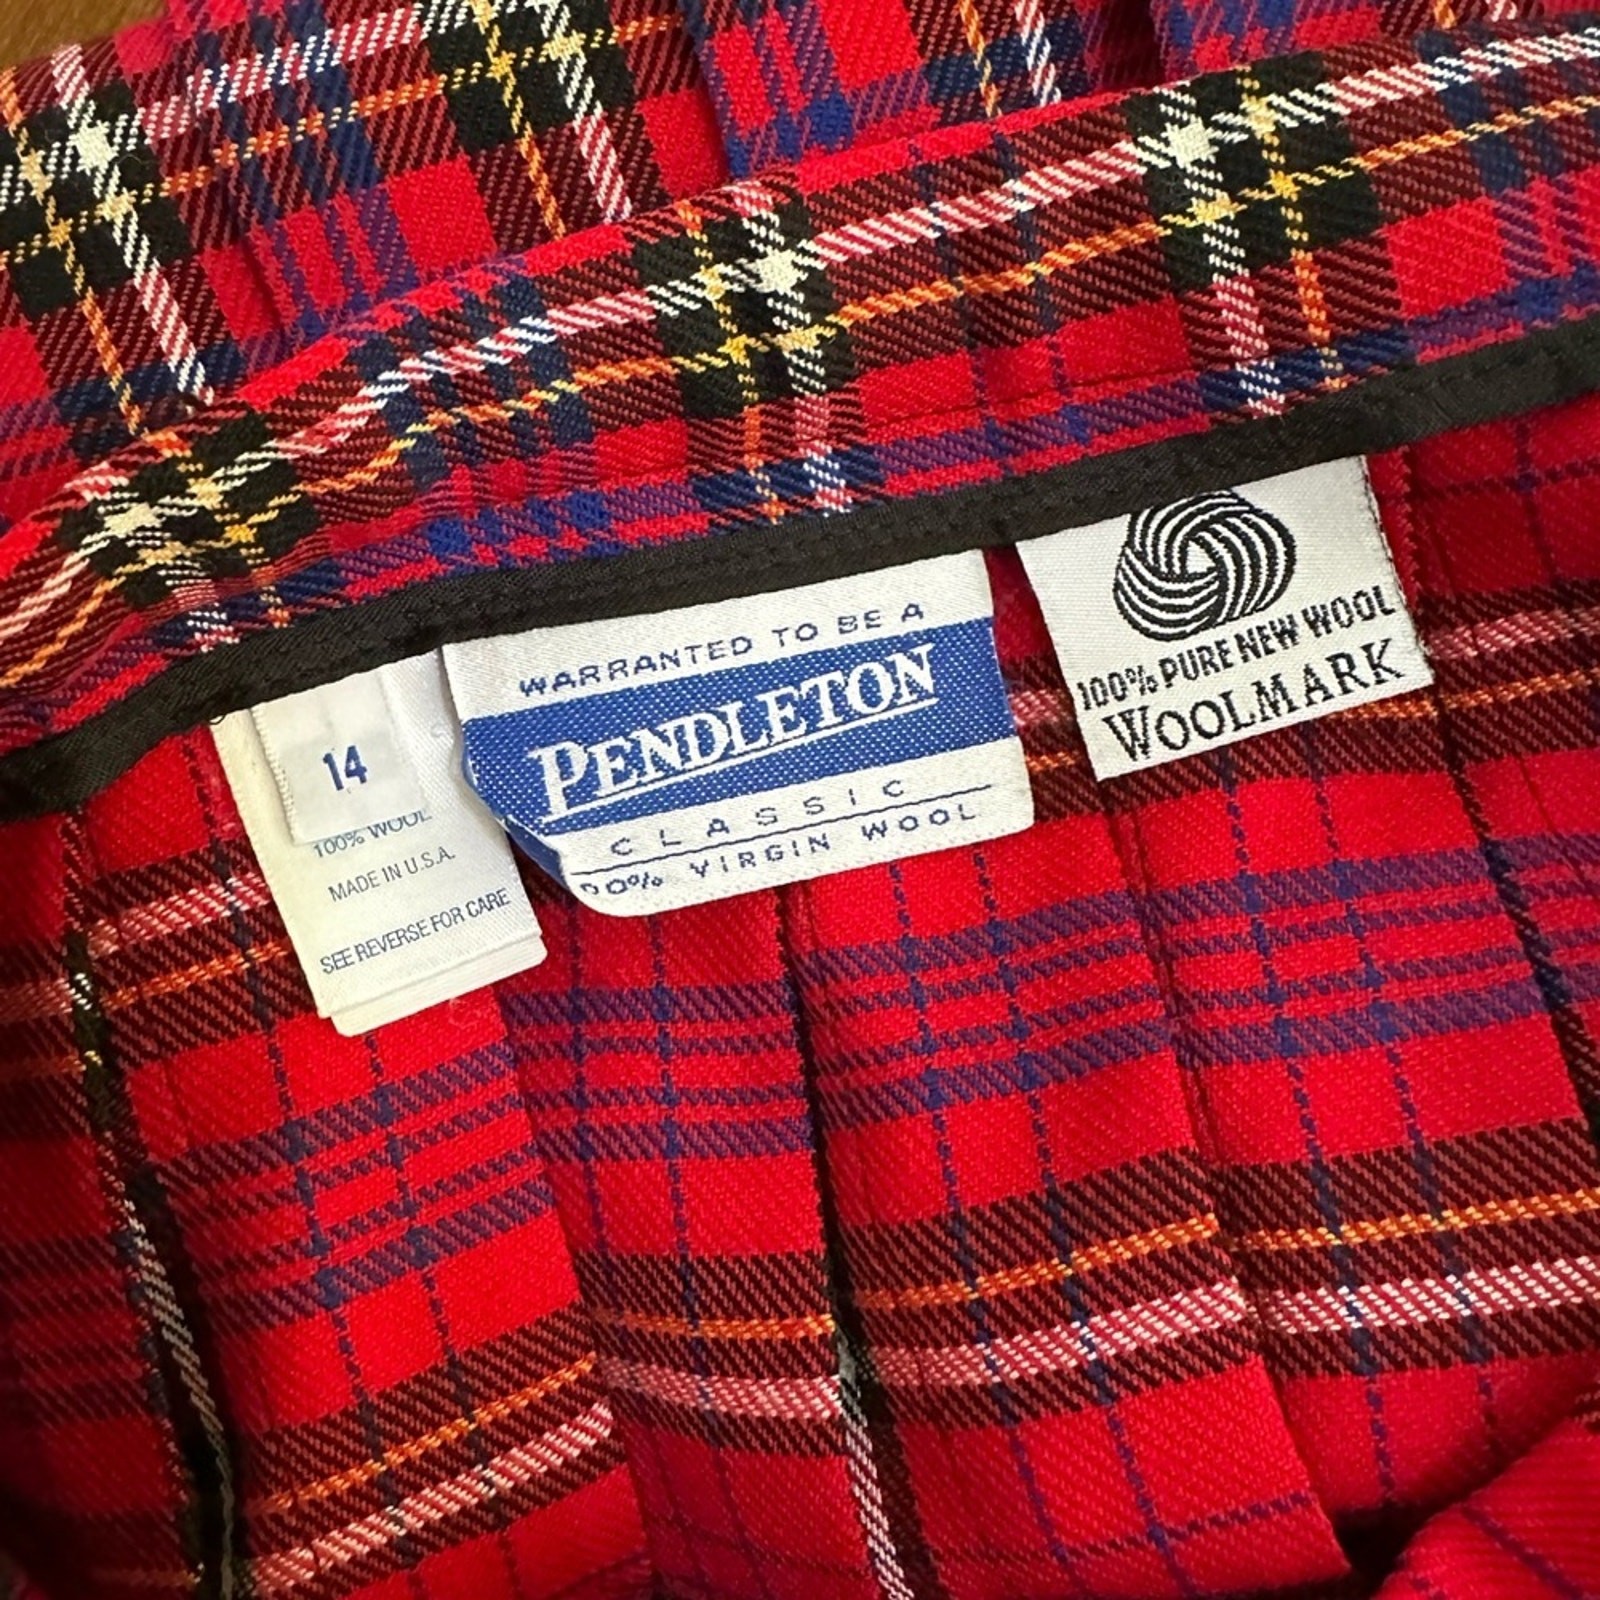 14
100% WOOL
MADE IN U.S.A.
SEE REVERSE FOR CARE
WARRANTED TO BE A
PENDLETON
CLASSIC
00% VIRGIN WOOL
100% PURE NEW WOOL
WOOLMARK